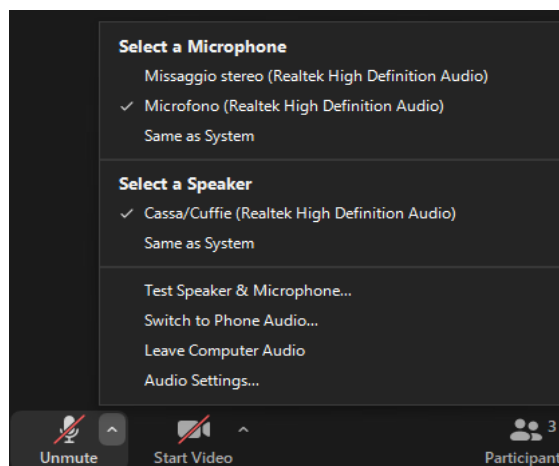 Select a Microphone
Missaggio stereo (Realtek High Definition Audio)
Microfono (Realtek High Definition Audio)
Same as System
Select a Speaker
Cassa/Cuffie (Realtek High Definition Audio)
Same as System
Test Speaker & Microphone...
Switch to Phone Audio...
Leave Computer Audio
Audio Settings...
3
Unmute Start Video Participant